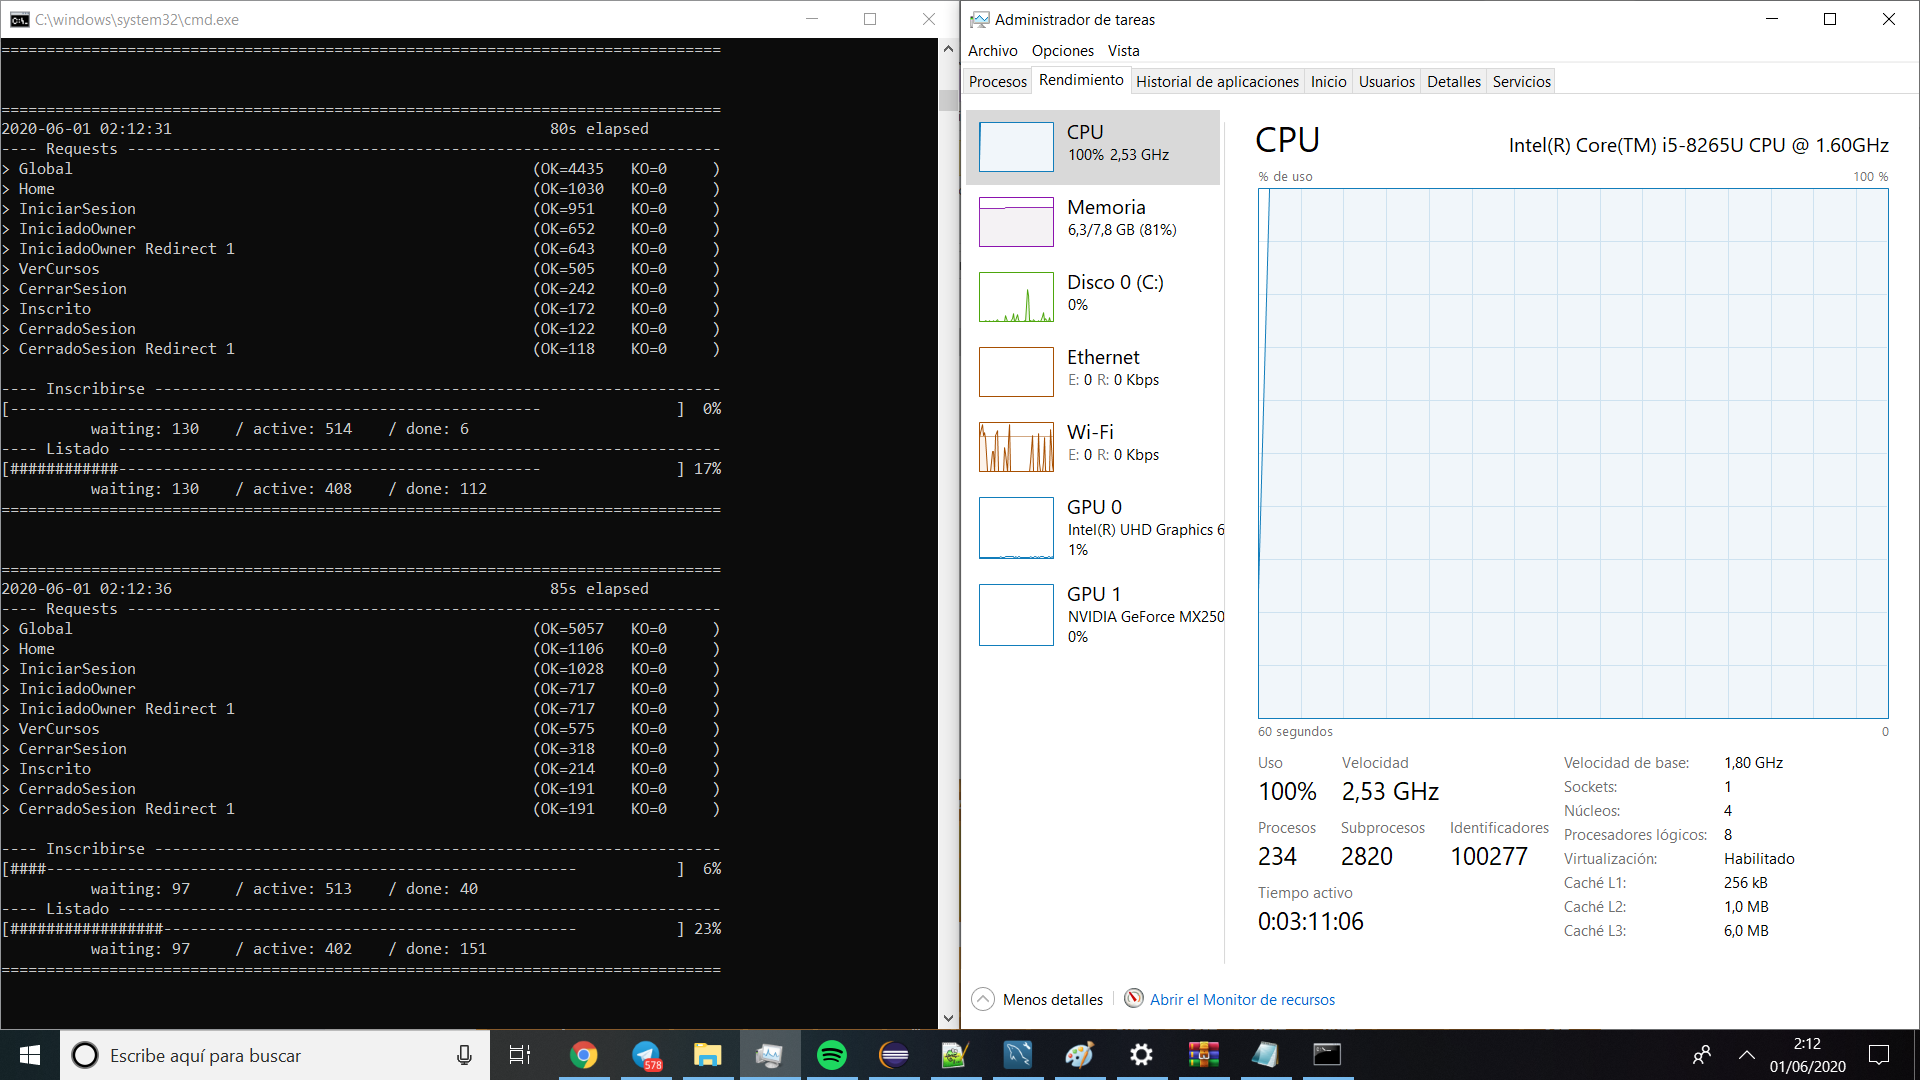 C:\windows\system32\cmd.exe
================================================================================
================================================================================
2020-06-01 02:12:31                                          80s elapsed
---- Requests ------------------------------------------------------------------
> Global                                                   (OK=4435   KO=0     )
> Home                                                     (OK=1030   KO=0     )
> IniciarSesion                                            (OK=951    KO=0     )
> IniciadoOwner                                            (OK=652    KO=0     )
> IniciadoOwner Redirect 1                                 (OK=643    KO=0     )
> VerCursos                                                (OK=505    KO=0     )
> CerrarSesion                                             (OK=242    KO=0     )
> Inscrito                                                 (OK=172    KO=0     )
> CerradoSesion                                            (OK=122    KO=0     )
> CerradoSesion Redirect 1                                 (OK=118    KO=0     )
---- Inscribirse ---------------------------------------------------------------
[-----------------------------------------------------------               ]  0%
          waiting: 130    / active: 514    / done: 6
---- Listado -------------------------------------------------------------------
[############-----------------------------------------------               ] 17%
          waiting: 130    / active: 408    / done: 112
================================================================================
================================================================================
2020-06-01 02:12:36                                          85s elapsed
---- Requests ------------------------------------------------------------------
> Global                                                   (OK=5057   KO=0     )
> Home                                                     (OK=1106   KO=0     )
> IniciarSesion                                            (OK=1028   KO=0     )
> IniciadoOwner                                            (OK=717    KO=0     )
> IniciadoOwner Redirect 1                                 (OK=717    KO=0     )
> VerCursos                                                (OK=575    KO=0     )
> CerrarSesion                                             (OK=318    KO=0     )
> Inscrito                                                 (OK=214    KO=0     )
> CerradoSesion                                            (OK=191    KO=0     )
> CerradoSesion Redirect 1                                 (OK=191    KO=0     )
---- Inscribirse ---------------------------------------------------------------
[####-----------------------------------------------------------           ]  6%
          waiting: 97     / active: 513    / done: 40
---- Listado -------------------------------------------------------------------
[#################----------------------------------------------           ] 23%
          waiting: 97     / active: 402    / done: 151
================================================================================
Administrador de tareas
Archivo Opciones Vista
Procesos Rendimiento Historial de aplicaciones Inicio Usuarios Detalles Servicios
CPU
100% 2,53 GHz
Memoria
6,3/7,8 GB (81%)
Disco 0 (C:)
0%
Ethernet
E: 0 R: 0 Kbps
Wi-Fi
E: 0 R: 0 Kbps
GPU 0
Intel(R) UHD Graphics 6
1%
GPU 1
NVIDIA GeForce MX250
0%
CPU Intel(R) Core(TM) i5-8265U CPU @ 1.60GHz
% de uso 100 %
60 segundos 0
Uso Velocidad
100% 2,53 GHz
Procesos Subprocesos Identificadores
234 2820 100277
Tiempo activo
0:03:11:06
Velocidad de base: 1,80 GHz
Sockets: 1
Núcleos: 4
Procesadores lógicos: 8
Virtualización: Habilitado
Caché L1: 256 kB
Caché L2: 1,0 MB
Caché L3: 6,0 MB
Menos detalles Abrir el Monitor de recursos
Escribe aquí para buscar
578
2:12
01/06/2020